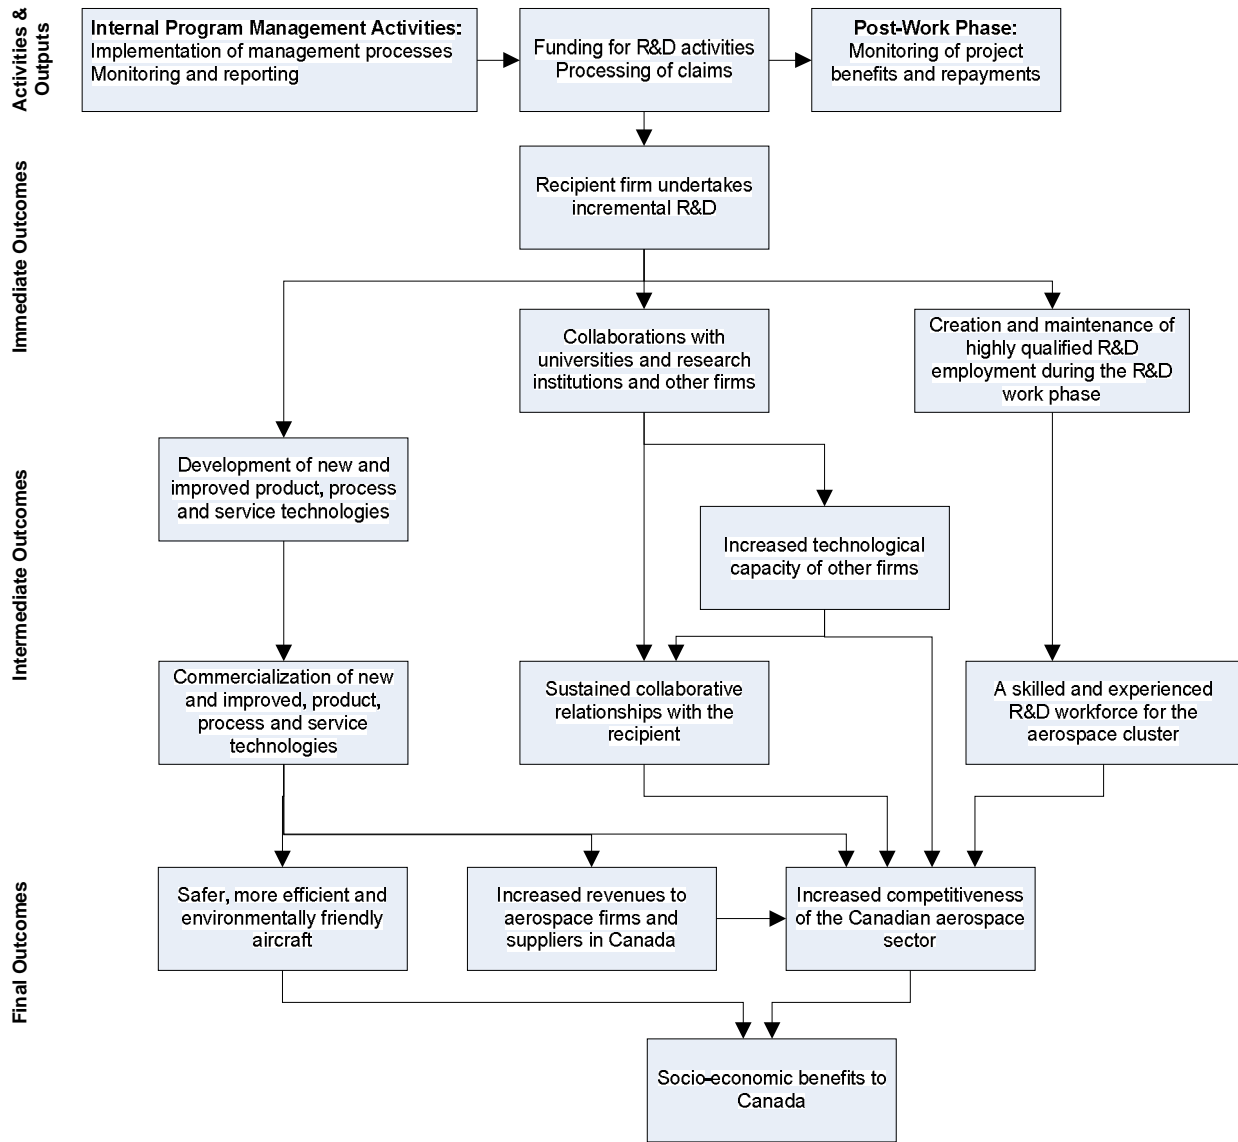 Activities &
Outputs
Internal Program Management Activities:
Implementation of management processes
Monitoring and reporting
Funding for R&D activities
Processing of claims
Post-Work Phase:
Monitoring of project
benefits and repayments
Immediate Outcomes
Recipient firm undertakes
incremental R&D
Collaborations with
universities and research
institutions and other firms
Creation and maintenance of
highly qualified R&D
employment during the R&D
work phase
Intermediate Outcomes
Development of new and
improved product, process
and service technologies
Increased technological
capacity of other firms
Commercialization of new
and improved, product,
process and service
technologies
Sustained collaborative
relationships with the
recipient
A skilled and experienced
R&D workforce for the
aerospace cluster
Final Outcomes
Safer, more efficient and
environmentally friendly
aircraft
Increased revenues to
aerospace firms and
suppliers in Canada
Increased competitiveness
of the Canadian aerospace
sector
Socio-economic benefits to
Canada